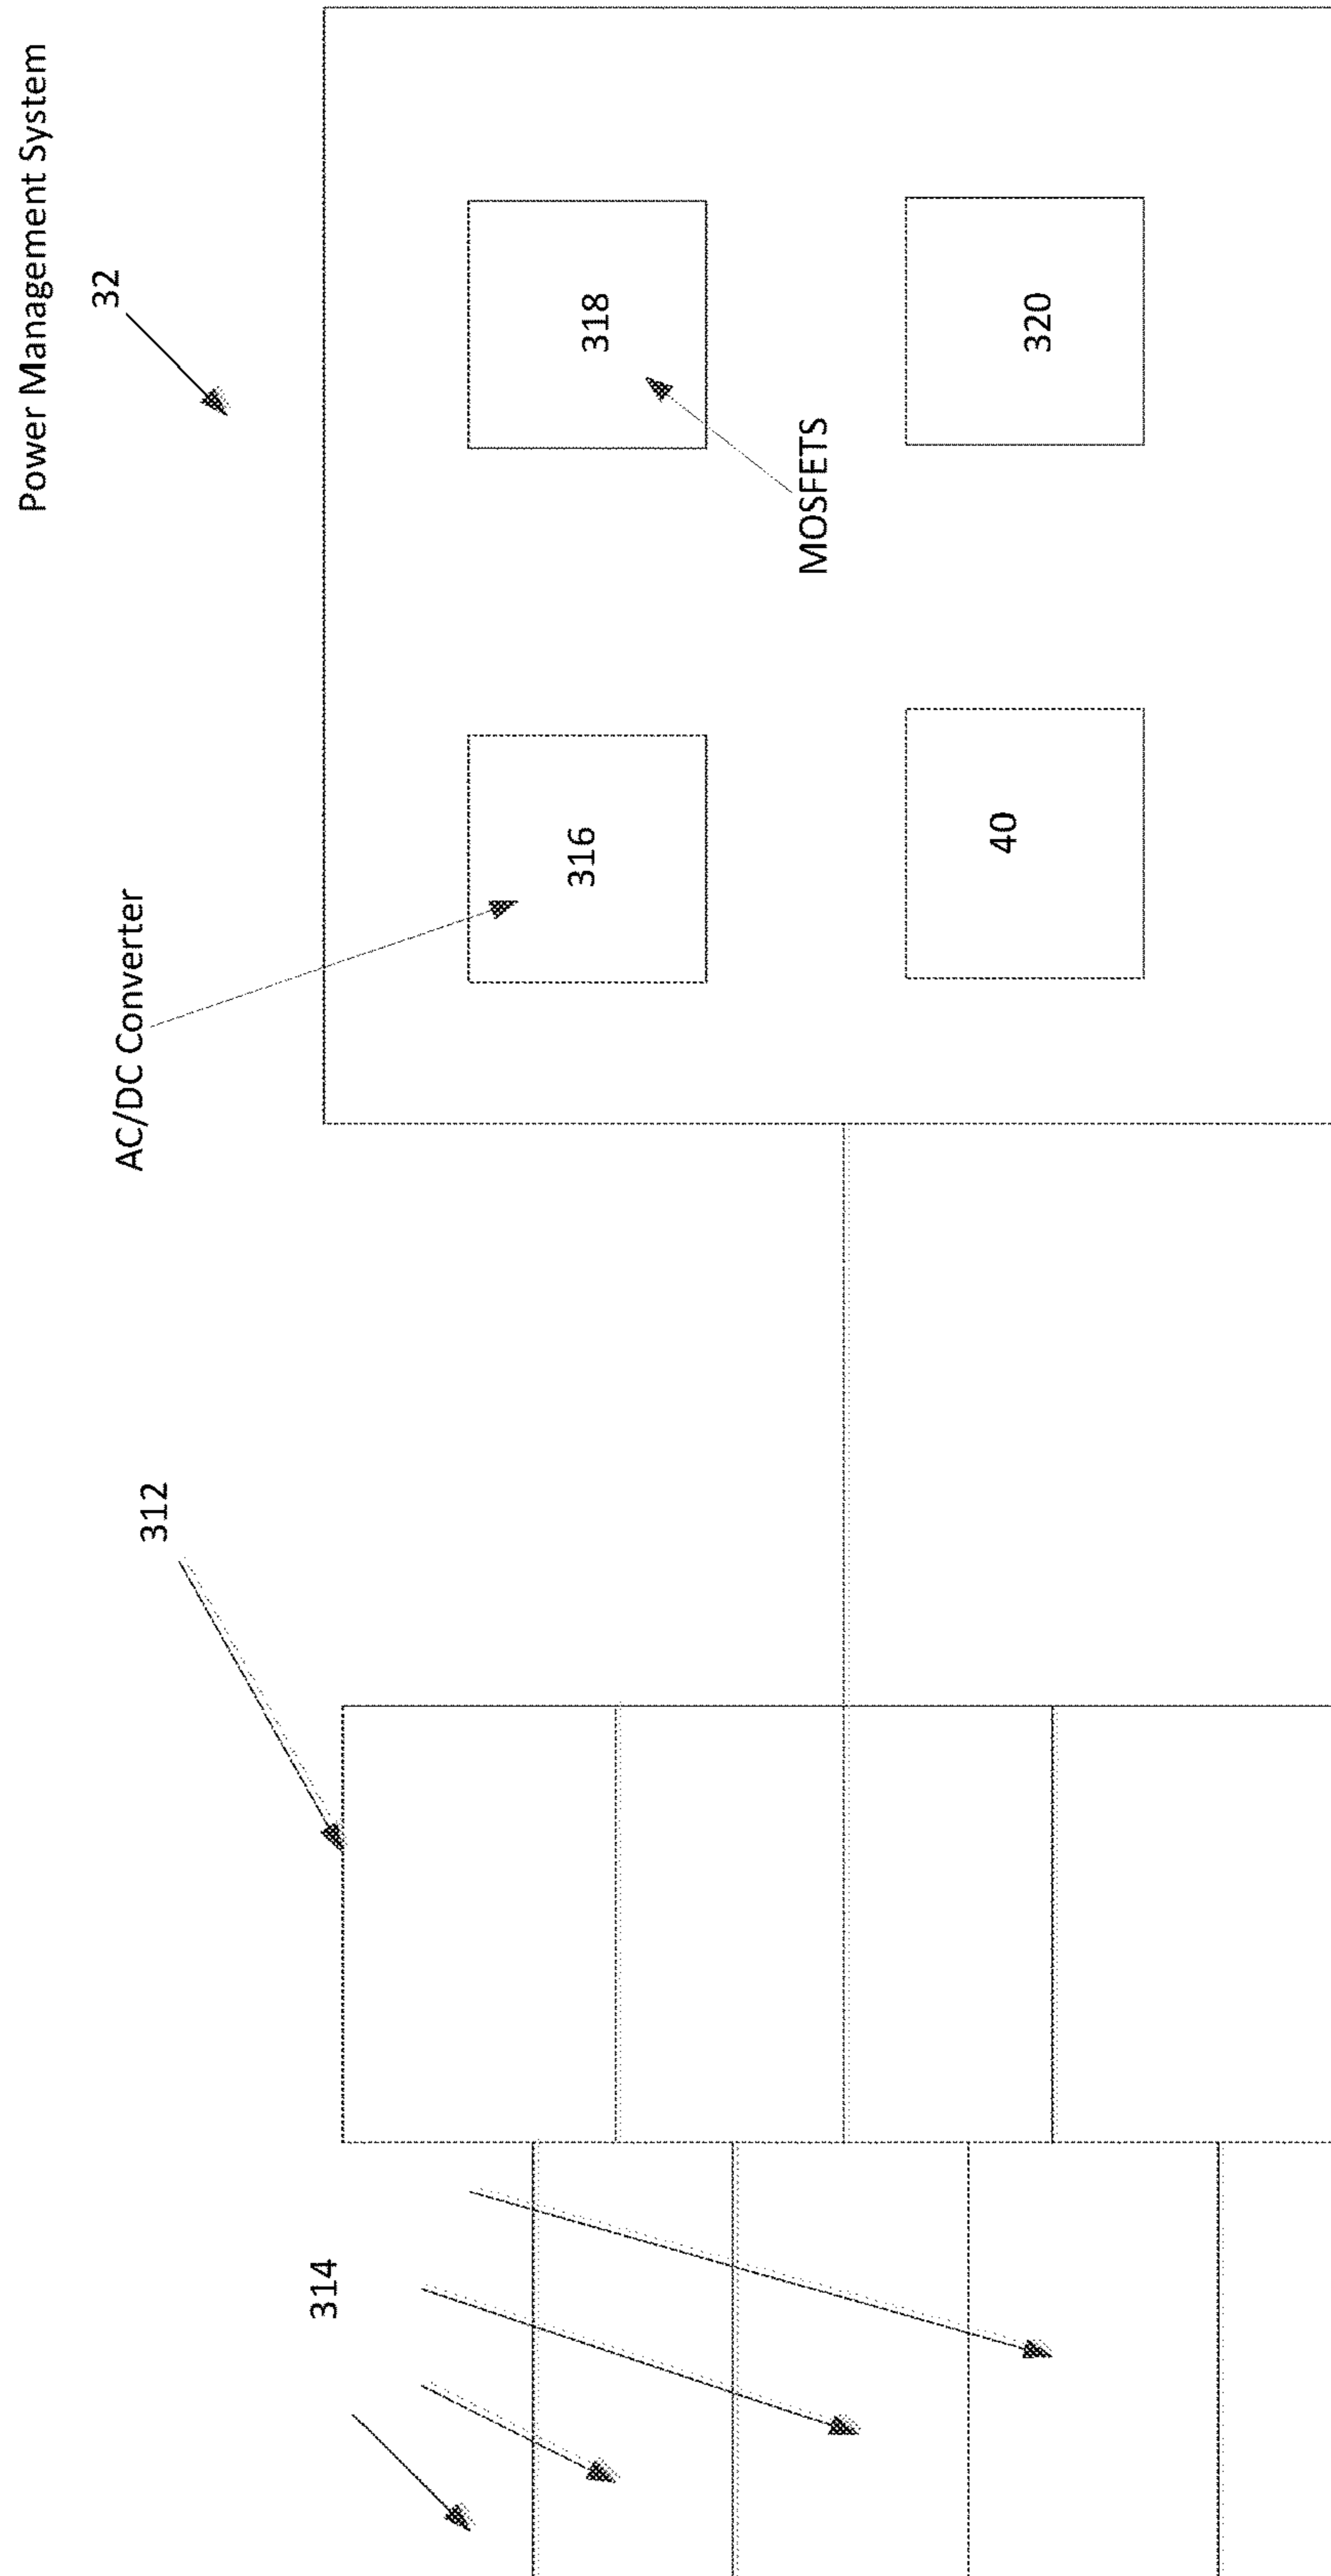 Power Management System
32
AC/DC Converter
312
314
316
318
MOSFETS
40
320